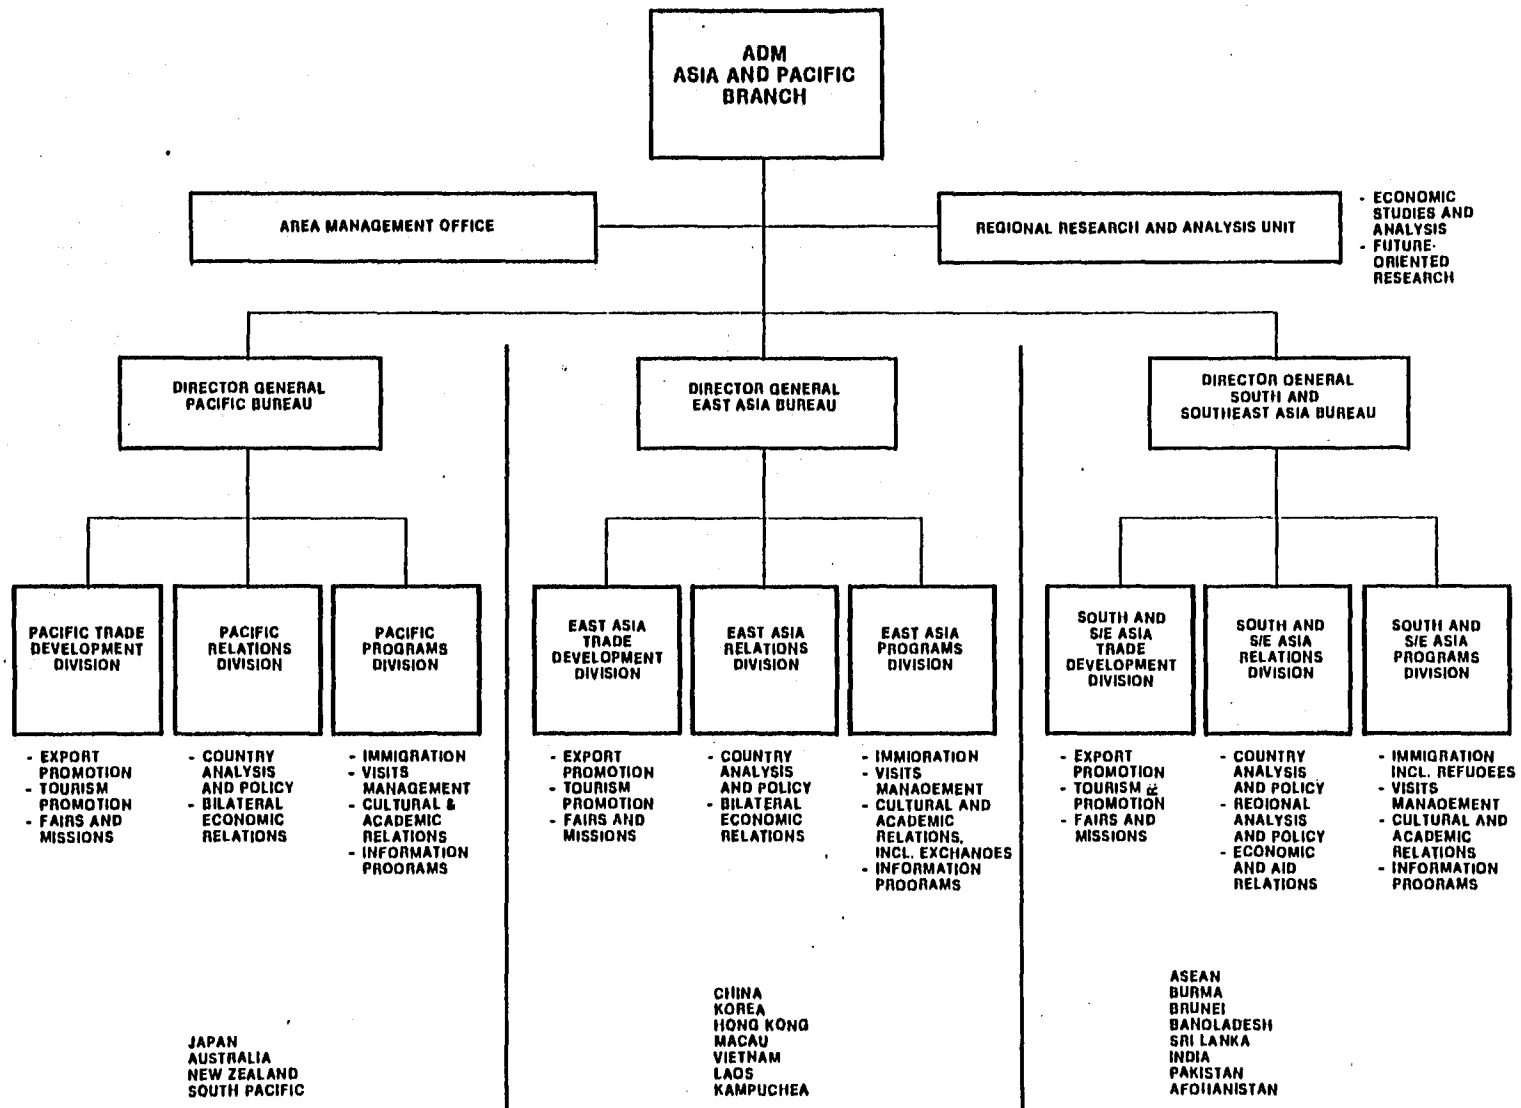 ADM
ASIA AND PACIFIC
BRANCH
AREA MANAGEMENT OFFICE
REGIONAL RESEARCH AND ANALYSIS UNIT
- ECONOMIC
STUDIES AND
ANALYSIS
- FUTURE-
ORIENTED
RESEARCH
DIRECTOR GENERAL
PACIFIC BUREAU
DIRECTOR GENERAL
EAST ASIA BUREAU
DIRECTOR GENERAL
SOUTH AND
SOUTHEAST ASIA BUREAU
PACIFIC TRADE
DEVELOPMENT
DIVISION
PACIFIC
RELATIONS
DIVISION
PACIFIC
PROGRAMS
DIVISION
EAST ASIA
TRADE
DEVELOPMENT
DIVISION
EAST ASIA
RELATIONS
DIVISION
EAST ASIA
PROGRAMS
DIVISION
SOUTH AND
S/E ASIA
TRADE
DEVELOPMENT
DIVISION
SOUTH AND
S/E ASIA
RELATIONS
DIVISION
SOUTH AND
S/E ASIA
PROGRAMS
DIVISION
- EXPORT
PROMOTION
- TOURISM
PROMOTION
- FAIRS AND
MISSIONS
- COUNTRY
ANALYSIS
AND POLICY
- BILATERAL
ECONOMIC
RELATIONS
- IMMIGRATION
- VISITS
MANAGEMENT
- CULTURAL &
ACADEMIC
RELATIONS
- INFORMATION
PROGRAMS
- EXPORT
PROMOTION
- TOURISM
PROMOTION
- FAIRS AND
MISSIONS
- COUNTRY
ANALYSIS
AND POLICY
- BILATERAL
ECONOMIC
RELATIONS
- IMMIGRATION
- VISITS
MANAGEMENT
- CULTURAL AND
ACADEMIC
RELATIONS,
INCL. EXCHANGES
- INFORMATION
PROGRAMS
- EXPORT
PROMOTION
- TOURISM
PROMOTION
- FAIRS AND
MISSIONS
- COUNTRY
ANALYSIS
AND POLICY
- REGIONAL
ANALYSIS
AND POLICY
- ECONOMIC
AND AID
RELATIONS
- IMMIGRATION
INCL. REFUGEES
- VISITS
MANAGEMENT
- CULTURAL AND
ACADEMIC
RELATIONS
- INFORMATION
PROGRAMS
JAPAN
AUSTRALIA
NEW ZEALAND
SOUTH PACIFIC
CHINA
KOREA
HONG KONG
MACAU
VIETNAM
LAOS
KAMPUCHEA
ASEAN
BURMA
BRUNEI
BANGLADESH
SRI LANKA
INDIA
PAKISTAN
AFGHANISTAN